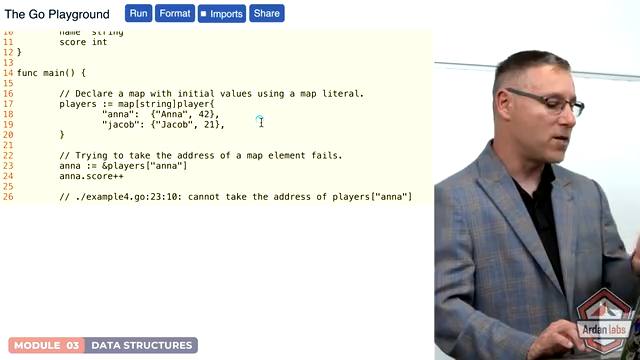 The Go Playground Run Format Imports Share
10 name string
11 score int
12 }
13
14 func main() {
15
16 // Declare a map with initial values using a map literal.
17 players := map[string]player{
18 "anna": {"Anna", 42},
19 "jacob": {"Jacob", 21},
20 }
21
22 // Trying to take the address of a map element fails.
23 anna := &players["anna"]
24 anna.score++
25
26 // ./example4.go:23:10: cannot take the address of players["anna"]
MODULE 03 DATA STRUCTURES
Ardan labs